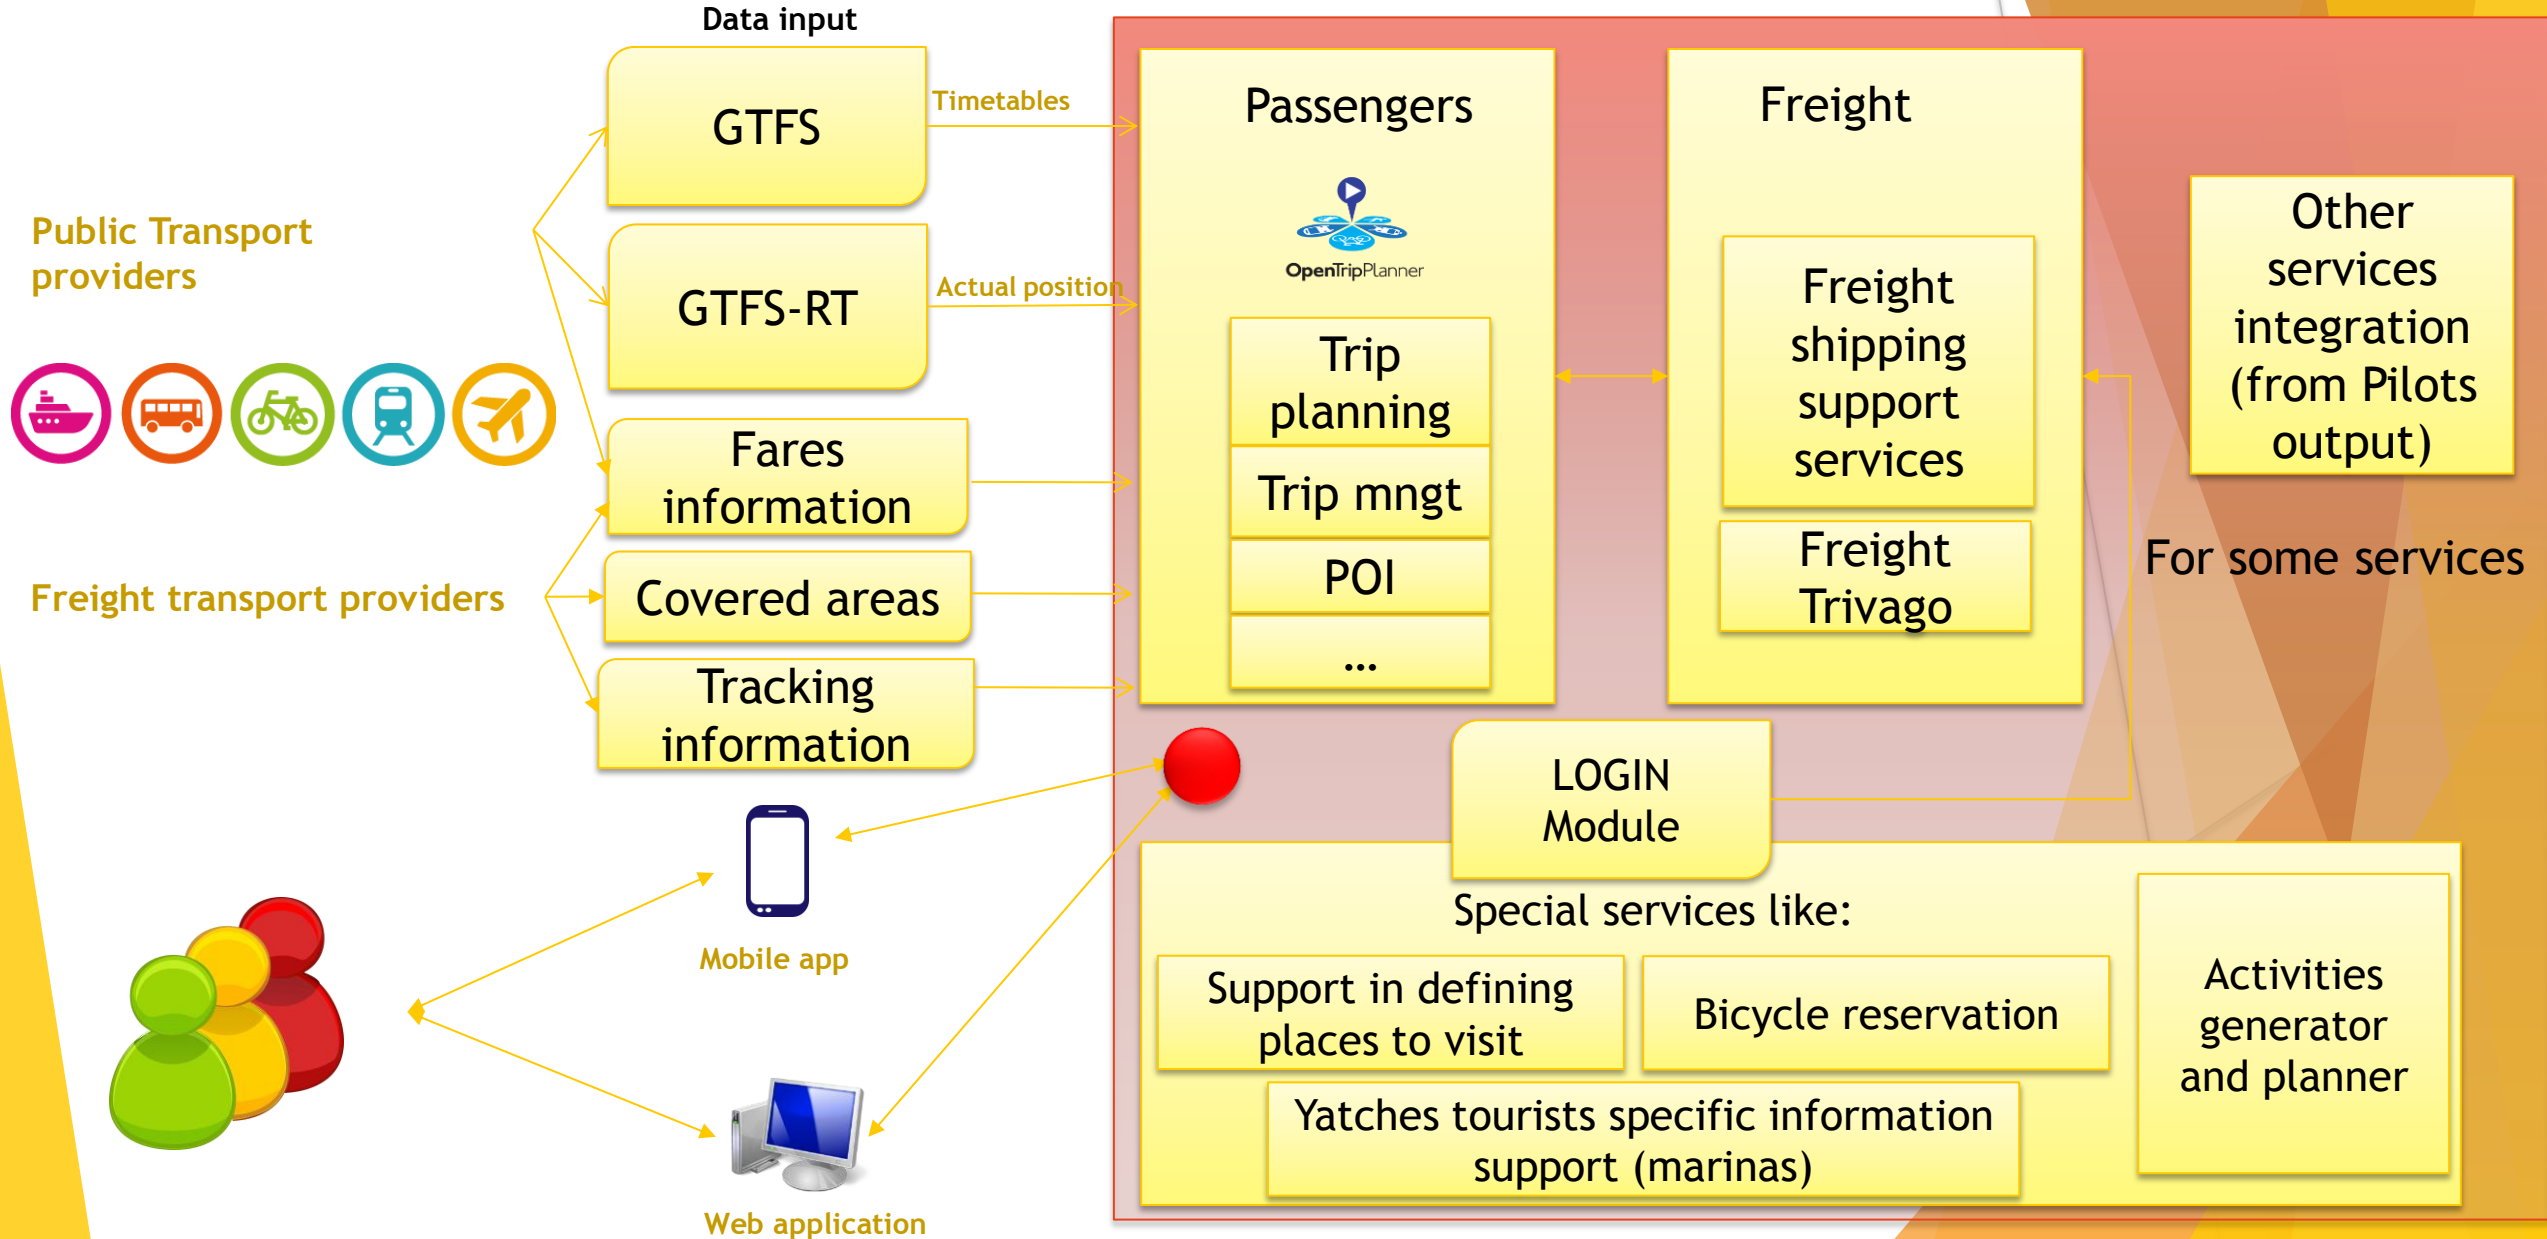 Data input
GTFS
Timetables
GTFS-RT
Actual position
Public Transport
providers
Fares
information
Freight transport providers
Covered areas
Tracking
information
Mobile app
Web application
Passengers
OpenTripPlanner
Trip
planning
Trip mngt
POI
...
Freight
Freight
shipping
support
services
Freight
Trivago
Other
services
integration
(from Pilots
output)
For some services
LOGIN
Module
Special services like:
Support in defining
places to visit
Bicycle reservation
Yatches tourists specific information
support (marinas)
Activities
generator
and planner